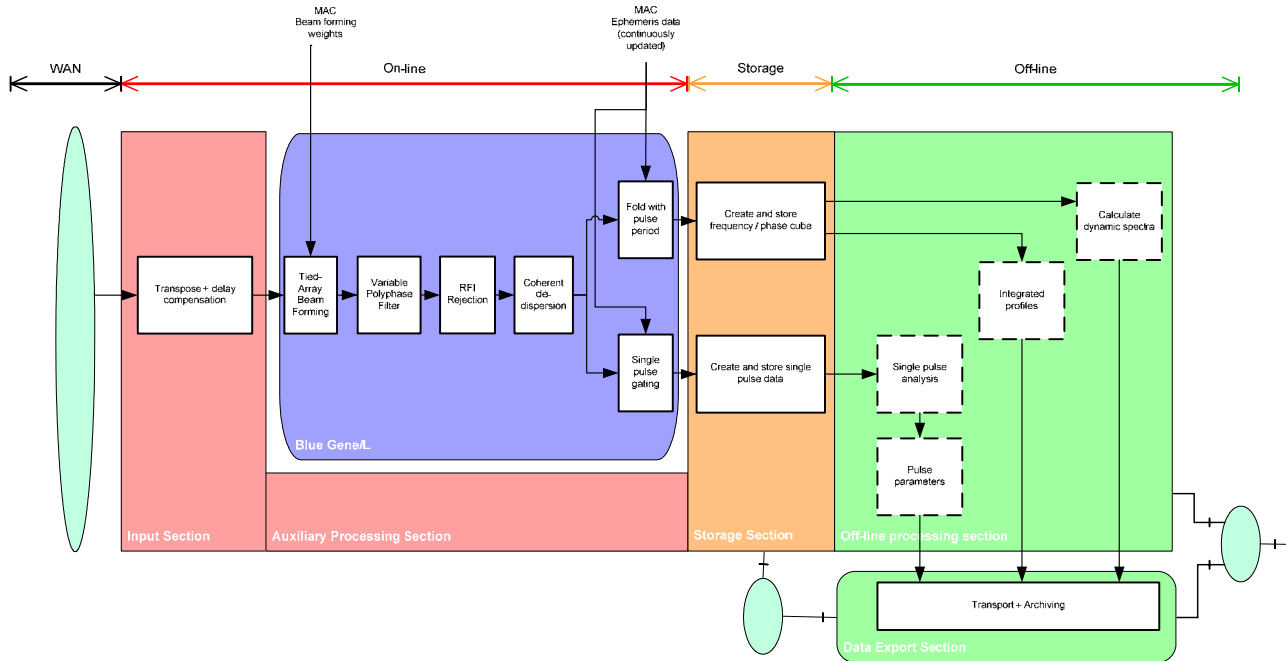 MAC
Beam forming
weights
MAC
Ephemeris data
(continuously
updated)
WAN
On-line
Storage
Off-line
Transpose + delay
compensation
Tied-
Array
Beam
Forming
Variable
Polyphase
Filter
RFI
Rejection
Coherent
de-
dispersion
Fold with
pulse
period
Single
pulse
gating
Create and store
frequency / phase cube
Create and store single
pulse data
Calculate
dynamic spectra
Integrated
profiles
Single pulse
analysis
Pulse
parameters
Blue Gene/L
Input Section
Auxiliary Processing Section
Storage Section
Off-line processing section
Transport + Archiving
Data Export Section